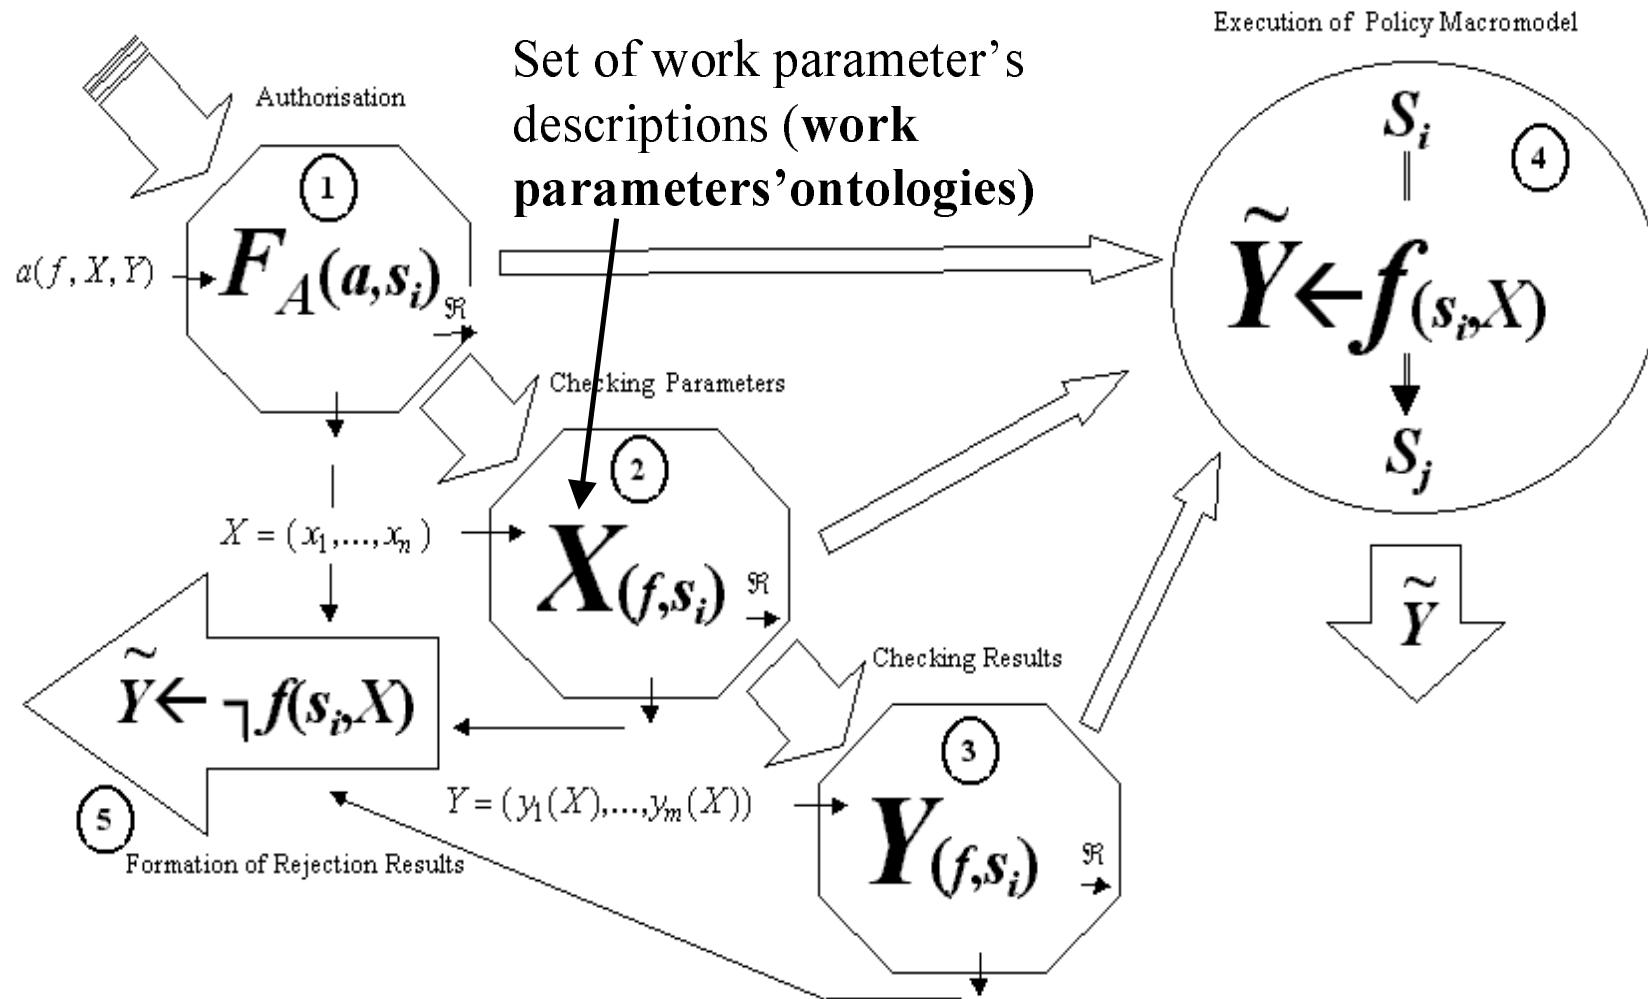 Execution of Policy Macromodel
Set of work parameter's
descriptions (work
parameters'ontologies)
Authorisation
1
a(f, X, Y)
F_A(a,s_i)
ℜ
S_i
4
Ỹ←f(s_i,X)
S_j
Checking Parameters
2
X = (x_1,...,x_n)
X(f,s_i)
ℜ
Ỹ
Checking Results
Ỹ← ¬f(s_i,X)
3
Y = (y_1(X),...,y_m(X))
5
Y(f,s_i)
ℜ
Formation of Rejection Results